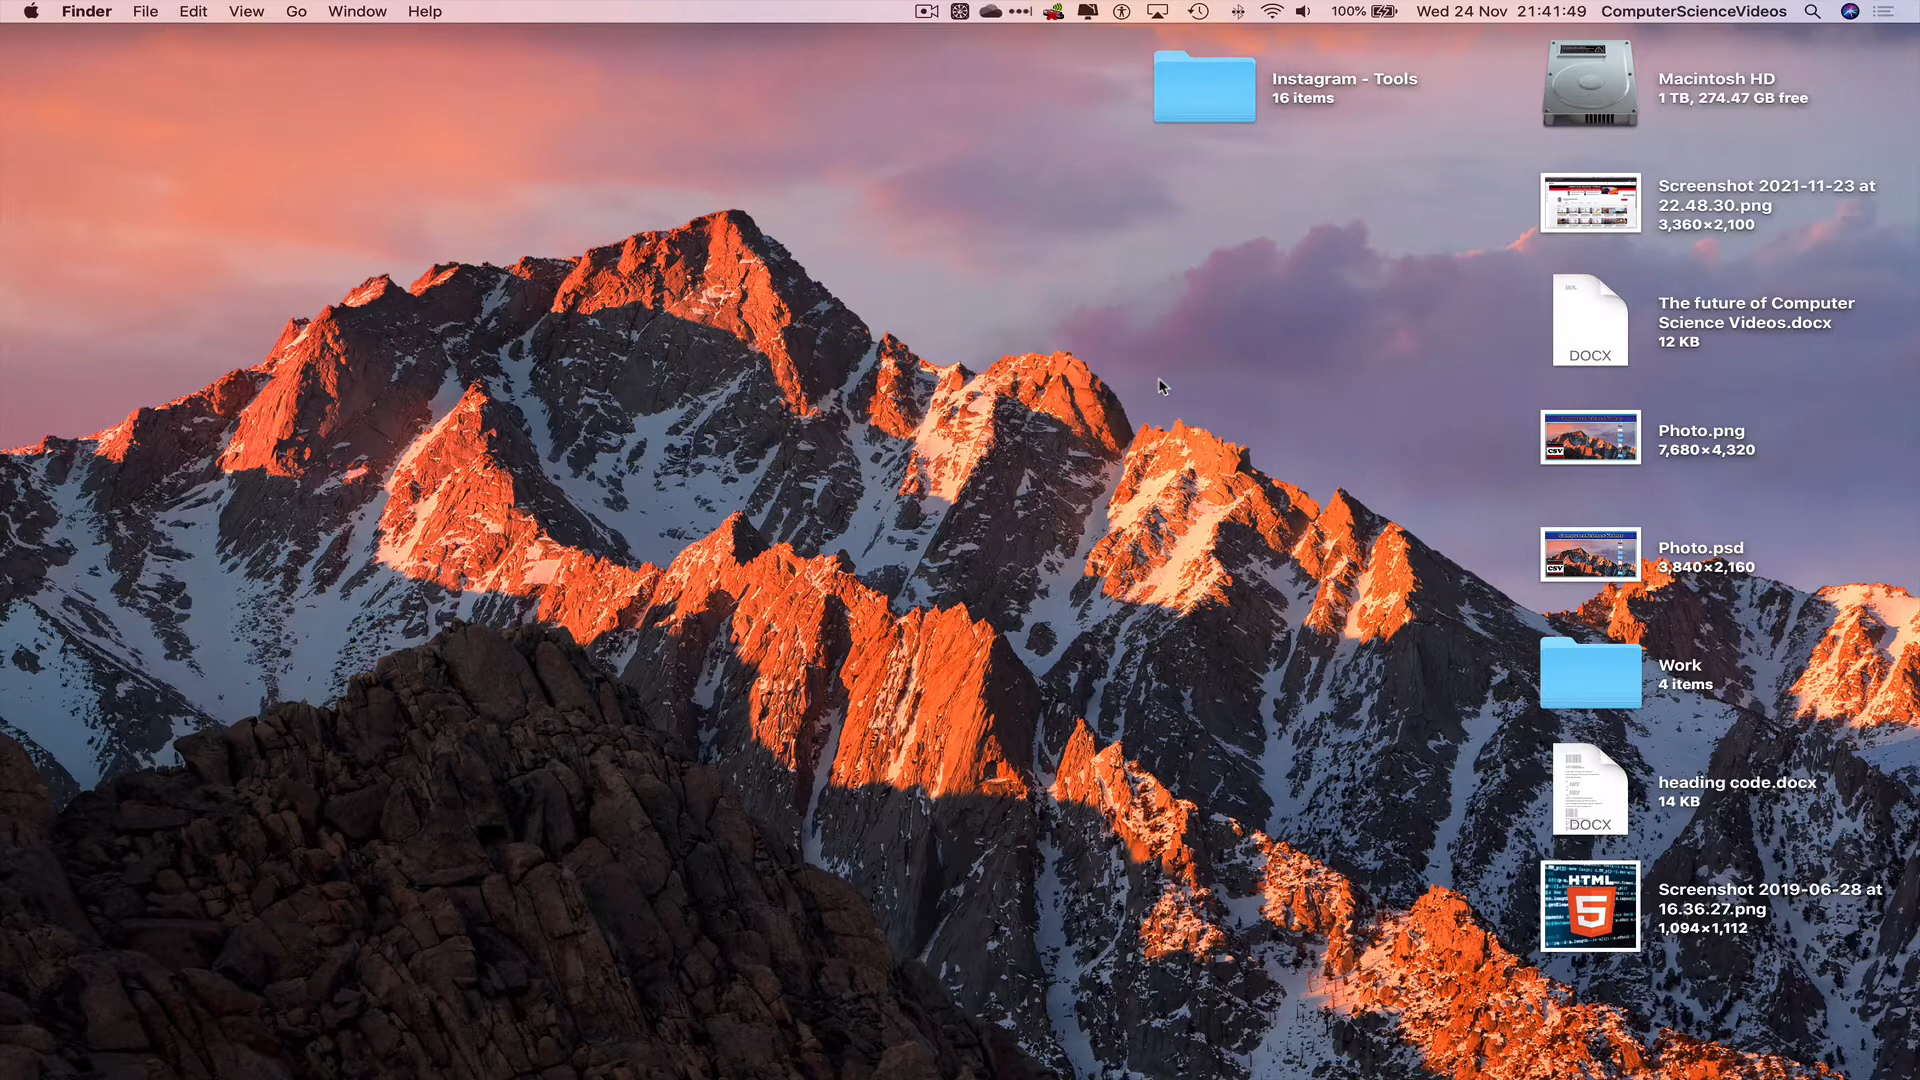 Finder File Edit View Go Window Help 100% Wed 24 Nov 21:41:49 ComputerScienceVideos
Instagram - Tools
16 items
Macintosh HD
1 TB, 274.47 GB free
Screenshot 2021-11-23 at
22.48.30.png
3,360×2,100
The future of Computer
Science Videos.docx
12 KB
DOCX
Photo.png
7,680×4,320
CSV
Photo.psd
3,840×2,160
CSV
Work
4 items
heading code.docx
14 KB
DOCX
HTML
5
Screenshot 2019-06-28 at
16.36.27.png
1,094×1,112